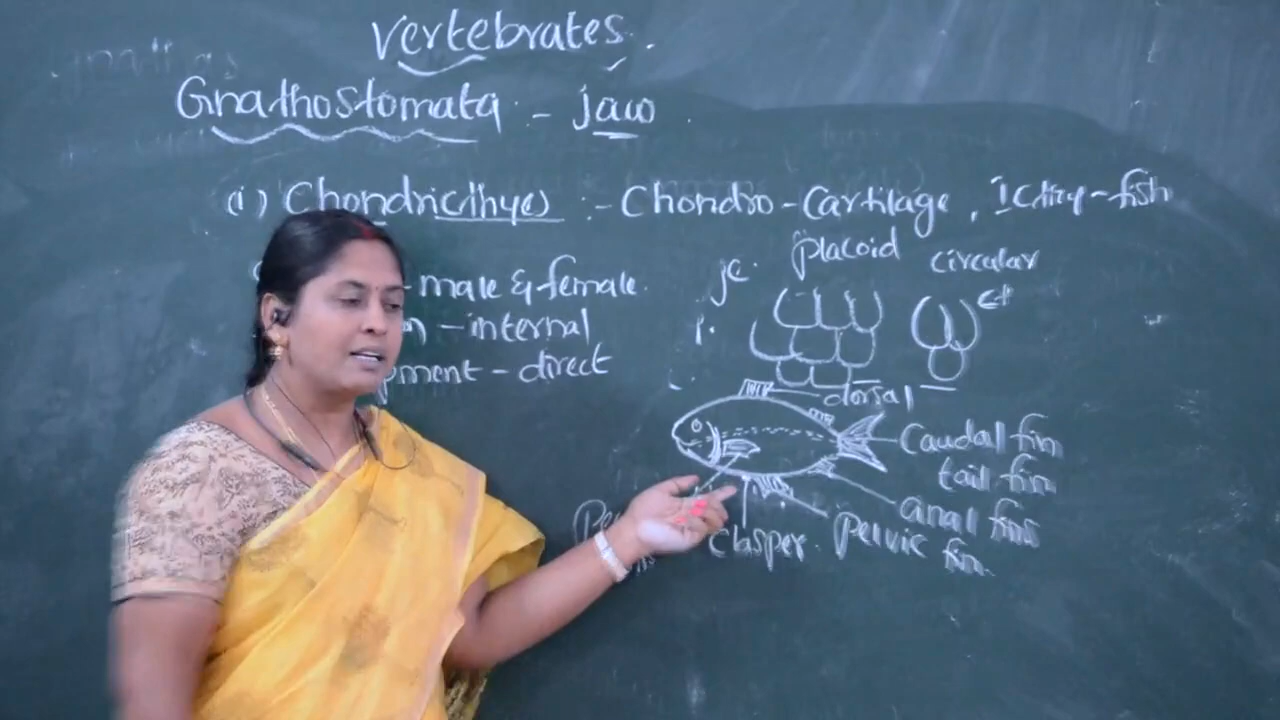 vertebrates.
Gnathostomata :- jaw.
(i) Chondricthyes :- Chondro - Cartilage, Icthy - fish
placoid circular
- male & female.
- internal
pment - direct
dorsal
Caudal fin
tail fin
anal fins
clasper. Pelvic fin.